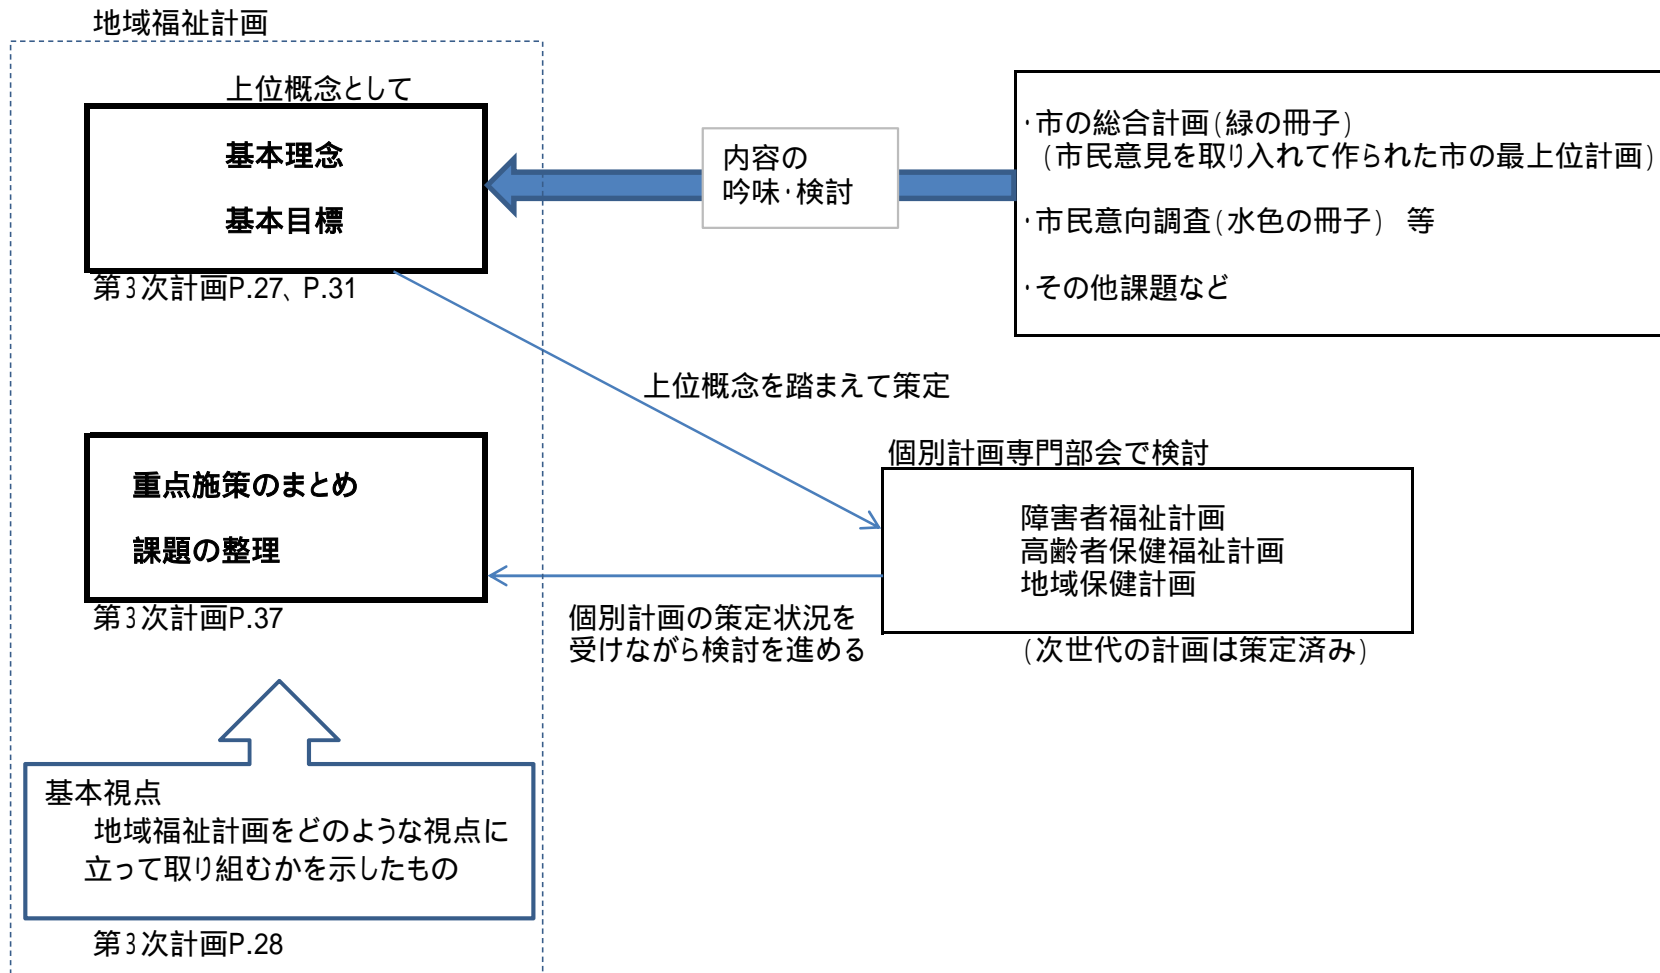 地域福祉計画
上位概念として
基本理念
基本目標
第3次計画P.27、P.31
内容の
吟味・検討
・市の総合計画(緑の冊子)
(市民意見を取り入れて作られた市の最上位計画)
・市民意向調査(水色の冊子) 等
・その他課題など
上位概念を踏まえて策定
重点施策のまとめ
課題の整理
第3次計画P.37
個別計画専門部会で検討
障害者福祉計画
高齢者保健福祉計画
地域保健計画
(次世代の計画は策定済み)
個別計画の策定状況を
受けながら検討を進める
基本視点
地域福祉計画をどのような視点に
立って取り組むかを示したもの
第3次計画P.28